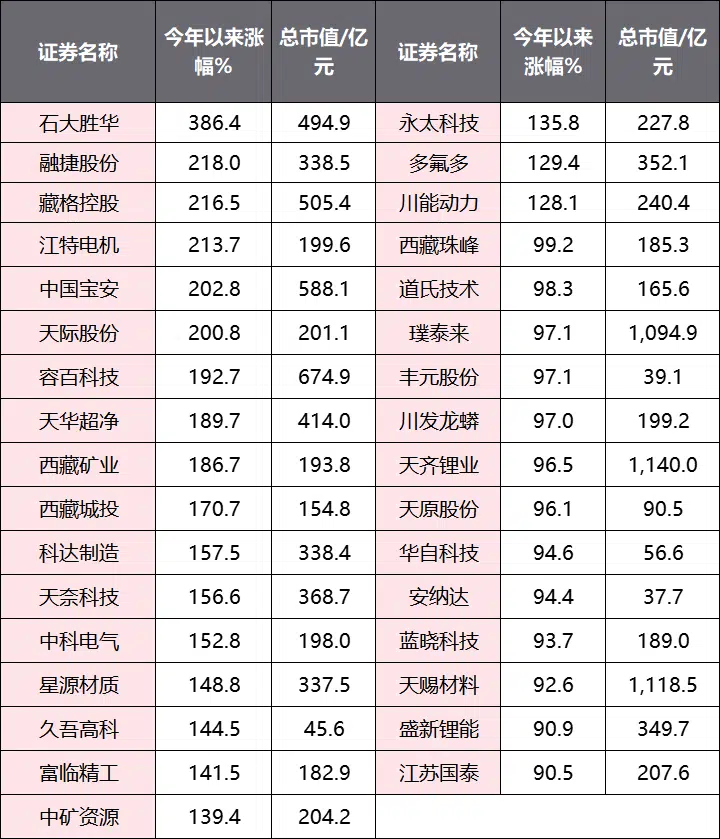 证券名称 今年以来涨幅% 总市值/亿元 证券名称 今年以来涨幅% 总市值/亿元
石大胜华 386.4 494.9 永太科技 135.8 227.8
融捷股份 218.0 338.5 多氟多 129.4 352.1
藏格控股 216.5 505.4 川能动力 128.1 240.4
江特电机 213.7 199.6 西藏珠峰 99.2 185.3
中国宝安 202.8 588.1 道氏技术 98.3 165.6
天际股份 200.8 201.1 璞泰来 97.1 1,094.9
容百科技 192.7 674.9 丰元股份 97.1 39.1
天华超净 189.7 414.0 川发龙蟒 97.0 199.2
西藏矿业 186.7 193.8 天齐锂业 96.5 1,140.0
西藏城投 170.7 154.8 天原股份 96.1 90.5
科达制造 157.5 338.4 华自科技 94.6 56.6
天奈科技 156.6 368.7 安纳达 94.4 37.7
中科电气 152.8 198.0 蓝晓科技 93.7 189.0
星源材质 148.8 337.5 天赐材料 92.6 1,118.5
久吾高科 144.5 45.6 盛新锂能 90.9 349.7
富临精工 141.5 182.9 江苏国泰 90.5 207.6
中矿资源 139.4 204.2